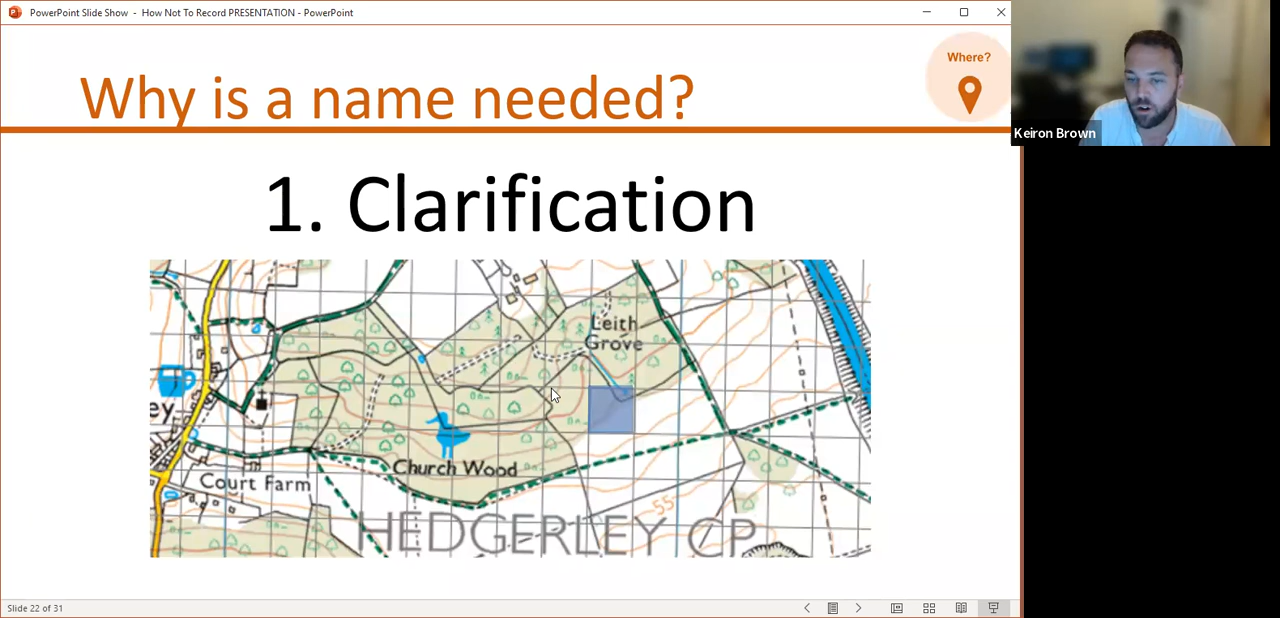 PowerPoint Slide Show - How Not To Record PRESENTATION - PowerPoint
Where?
Keiron Brown
Why is a name needed?
1. Clarification
Leith
Grove
ey
Church Wood
Court Farm
55
HEDGERLEY CP
Slide 22 of 31